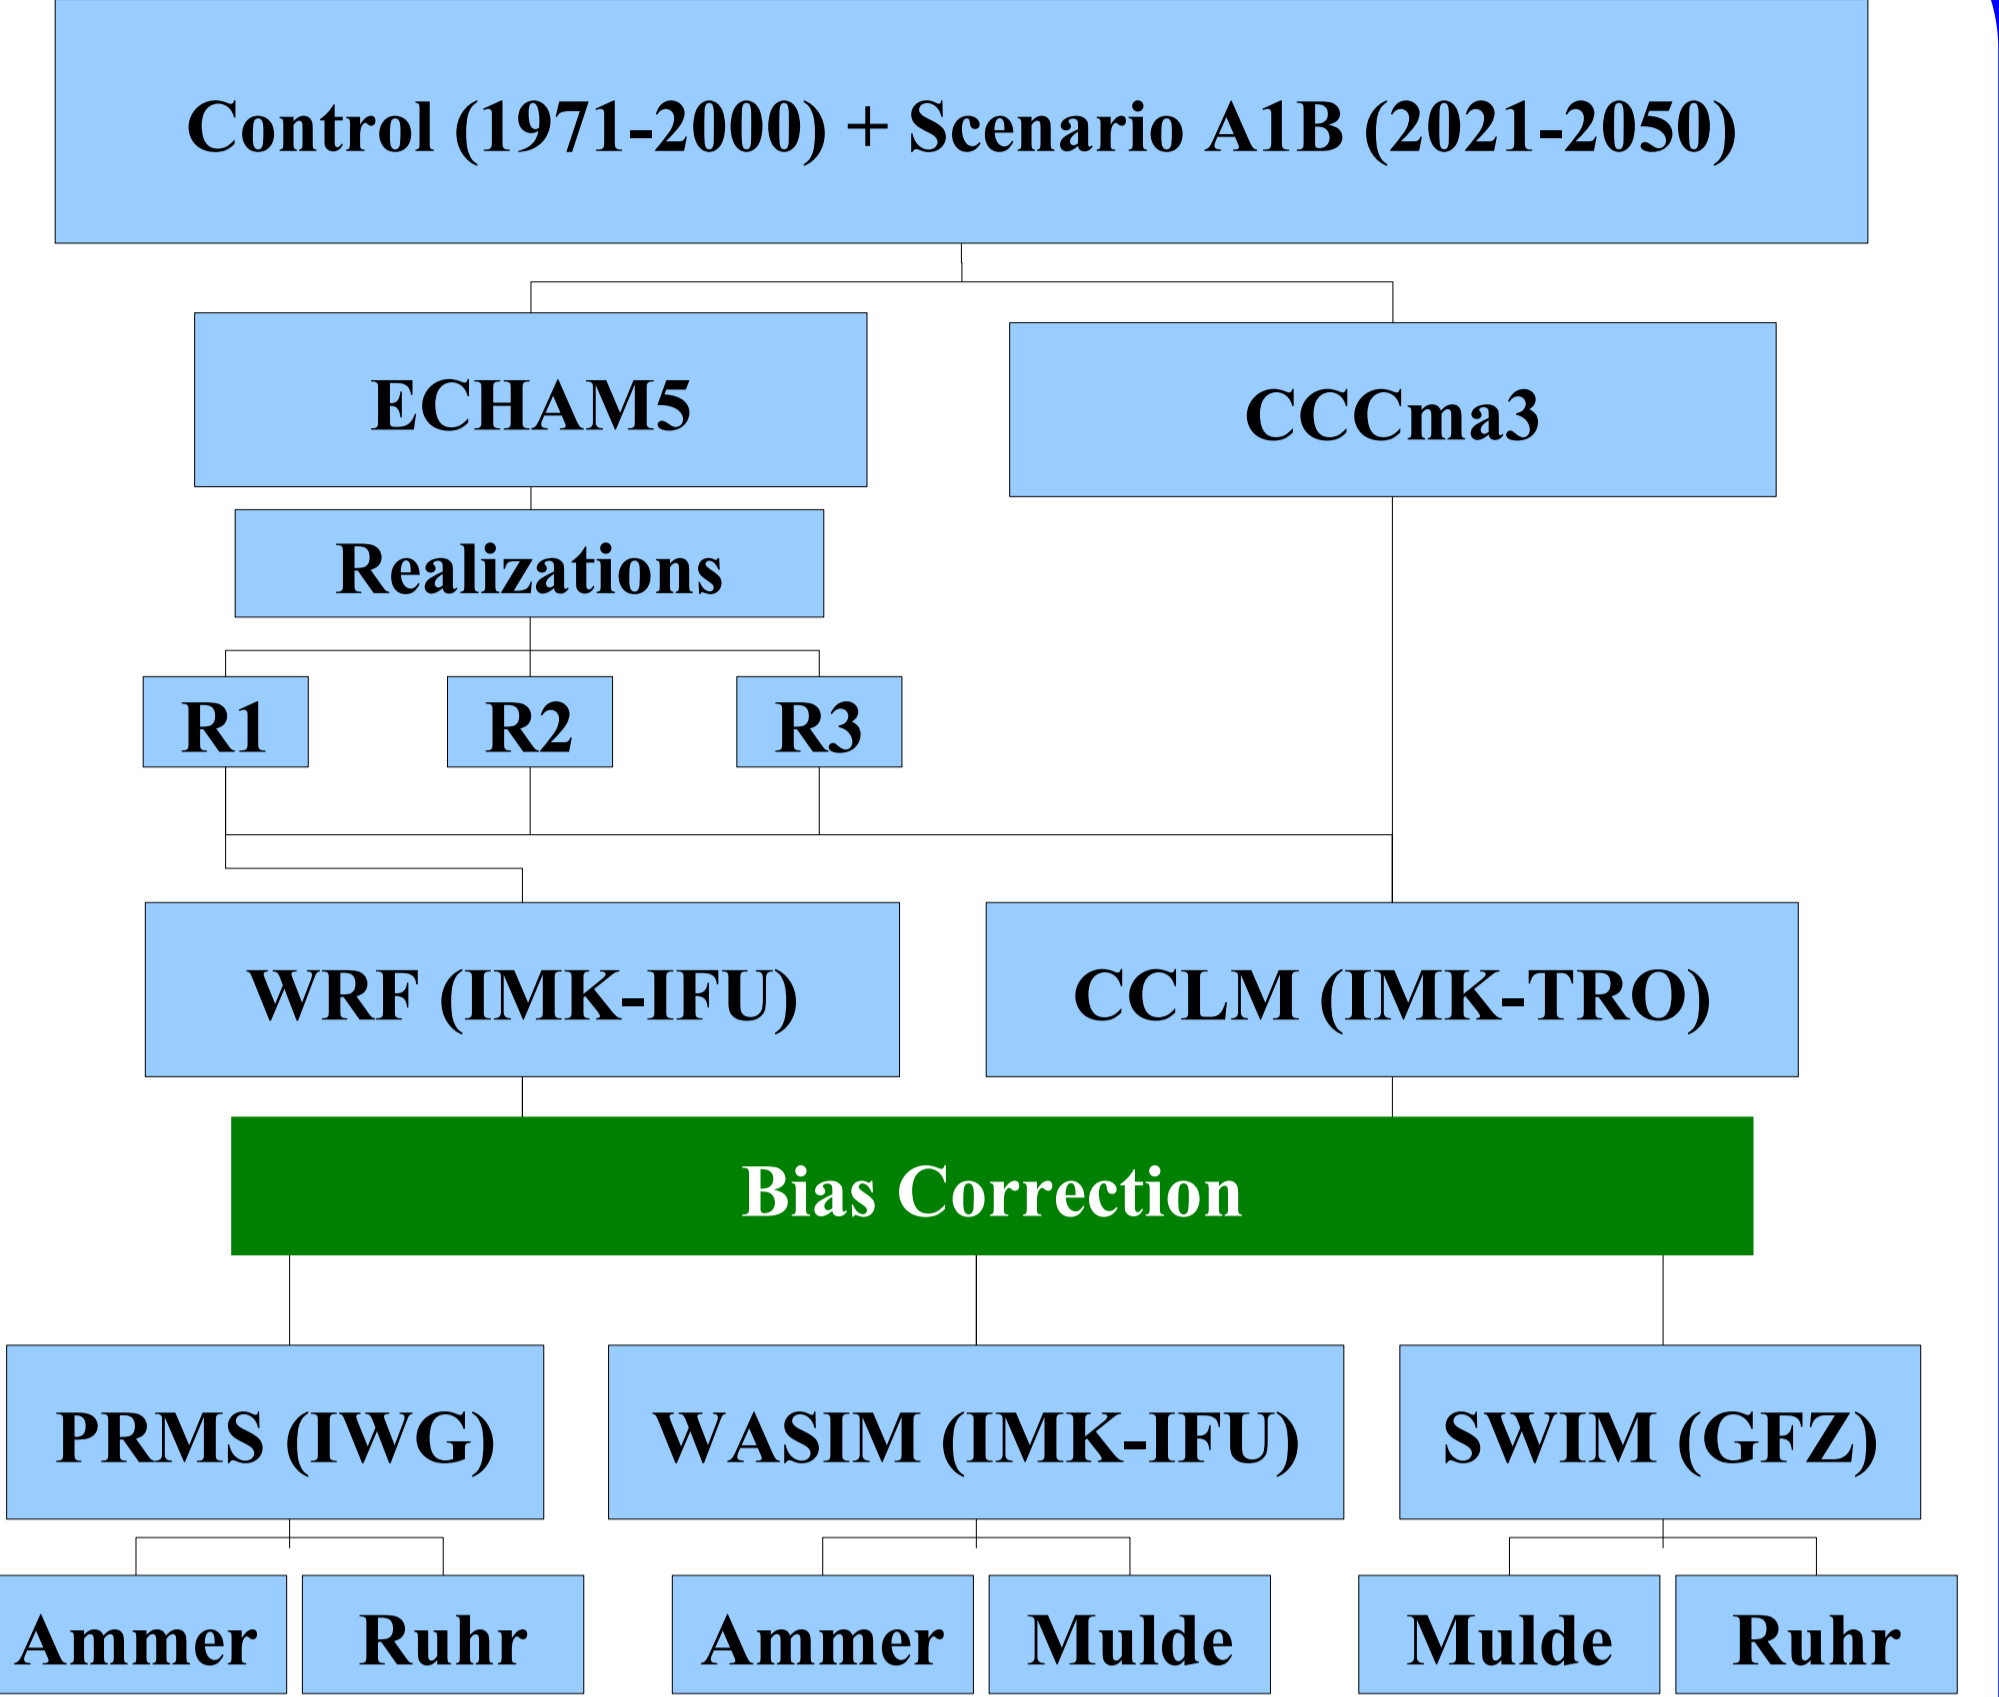 Control (1971-2000) + Scenario A1B (2021-2050)
ECHAM5
CCCma3
Realizations
R1
R2
R3
WRF (IMK-IFU)
CCLM (IMK-TRO)
Bias Correction
PRMS (IWG)
WASIM (IMK-IFU)
SWIM (GFZ)
Ammer
Ruhr
Ammer
Mulde
Mulde
Ruhr